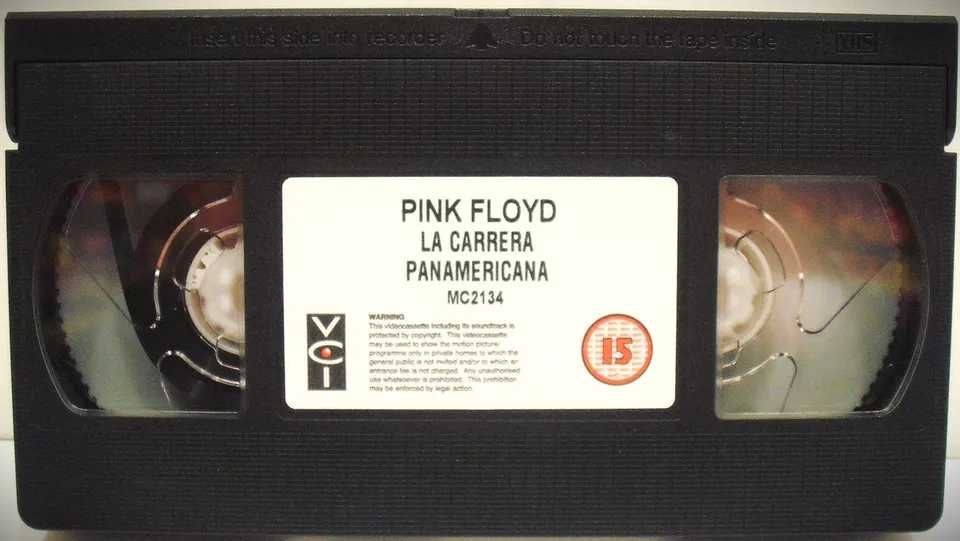 Insert this side into recorder Do not touch the tape inside VHS
PINK FLOYD
LA CARRERA
PANAMERICANA
MC2134
VCI
WARNING
This videocassette including its soundtrack is
protected by copyright. This videocassette
may be used to show the motion picture/
programme only in private homes to which the
general public is not invited and/or to which an
entrance fee is not charged. Any unauthorised
use whatsoever is prohibited. This prohibition
may be enforced by legal action.
15